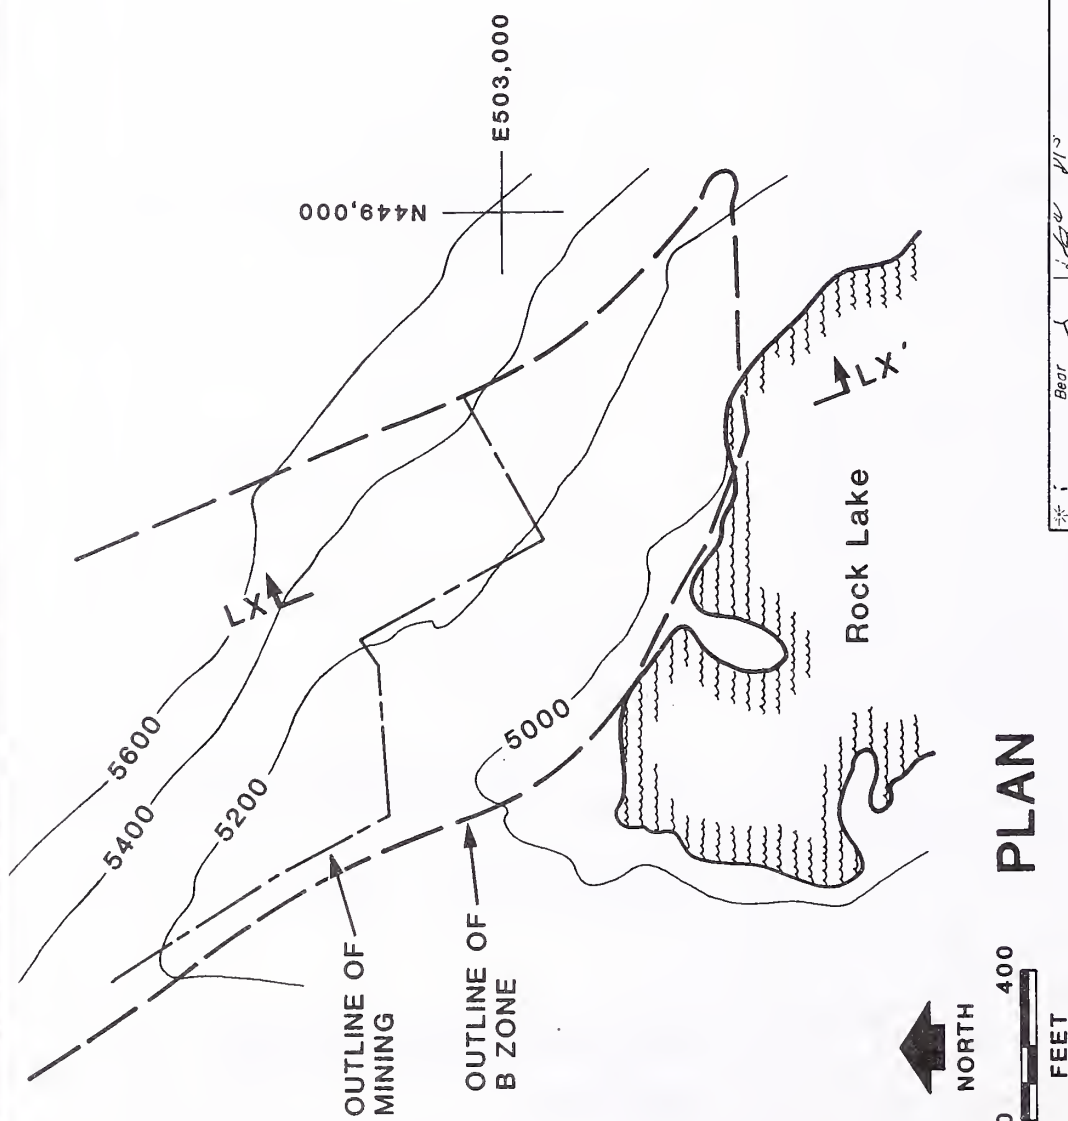 E503,000
N449,000
LX
LX'
5600
5400
5200
5000
Rock Lake
OUTLINE OF
MINING
OUTLINE OF
B ZONE
NORTH
PLAN
400
FEET
Bear